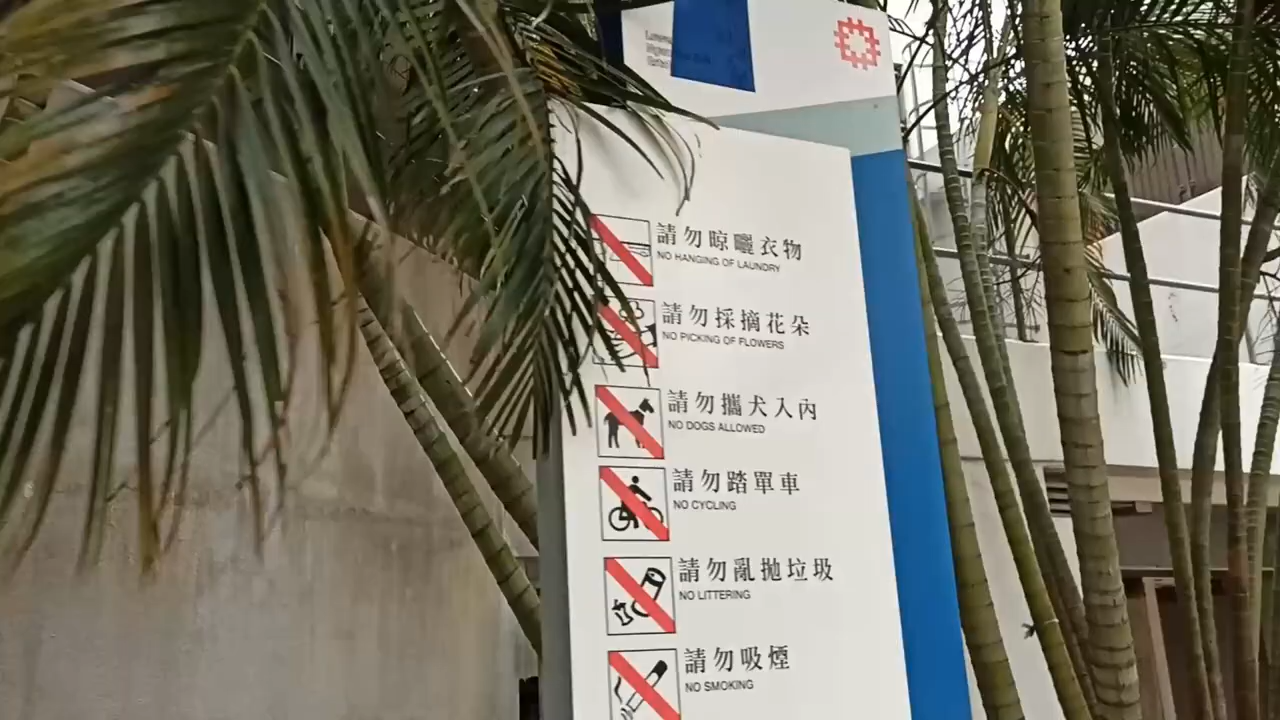 請勿晾曬衣物
NO HANGING OF LAUNDRY
請勿採摘花朵
NO PICKING OF FLOWERS
請勿攜犬入內
NO DOGS ALLOWED
請勿踏單車
NO CYCLING
請勿亂拋垃圾
NO LITTERING
請勿吸煙
NO SMOKING